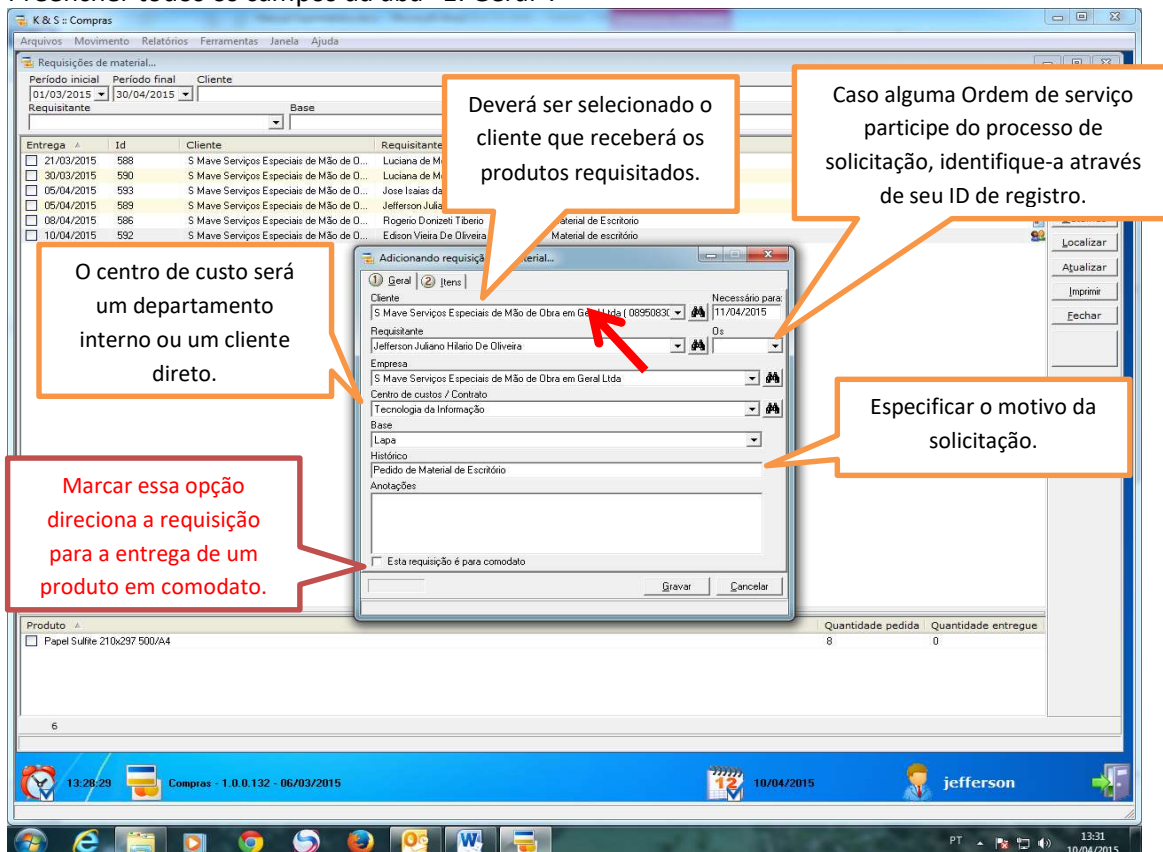 K & S :: Compras
Arquivos Movimento Relatórios Ferramentas Janela Ajuda
Requisições de material...
Período inicial Período final Cliente
01/03/2015 30/04/2015
Requisitante Base
Entrega Id Cliente Requisitante
21/03/2015 588 S Mave Serviços Especiais de Mão de O... Luciana de M
30/03/2015 590 S Mave Serviços Especiais de Mão de O... Luciana de M
05/04/2015 593 S Mave Serviços Especiais de Mão de O... Jose Isaias da
05/04/2015 589 S Mave Serviços Especiais de Mão de O... Jefferson Julia
08/04/2015 586 S Mave Serviços Especiais de Mão de O... Rogerio Donizeti Tiberio Material de Escritorio
10/04/2015 592 S Mave Serviços Especiais de Mão de O... Edison Vieira De Oliveira Material de escritório
Deverá ser selecionado o
cliente que receberá os
produtos requisitados.
Caso alguma Ordem de serviço
participe do processo de
solicitação, identifique-a através
de seu ID de registro.
Localizar
Atualizar
Imprimir
Fechar
O centro de custo será
um departamento
interno ou um cliente
direto.
Adicionando requisiç erial...
1 Geral 2 Itens
Cliente Necessário para:
S Mave Serviços Especiais de Mão de Obra em Geral Ltda ( 0895083( 11/04/2015
Requisitante Os
Jefferson Juliano Hilario De Oliveira
Empresa
S Mave Serviços Especiais de Mão de Obra em Geral Ltda
Centro de custos / Contrato
Tecnologia da Informação
Base
Lapa
Histórico
Pedido de Material de Escritório
Anotações
Esta requisição é para comodato
Gravar Cancelar
Especificar o motivo da
solicitação.
Marcar essa opção
direciona a requisição
para a entrega de um
produto em comodato.
Produto Quantidade pedida Quantidade entregue
Papel Sulfite 210x297 500/A4 8 0
6
13:28:29 Compras - 1.0.0.132 - 06/03/2015 12 10/04/2015 jefferson
PT 13:31
10/04/2015